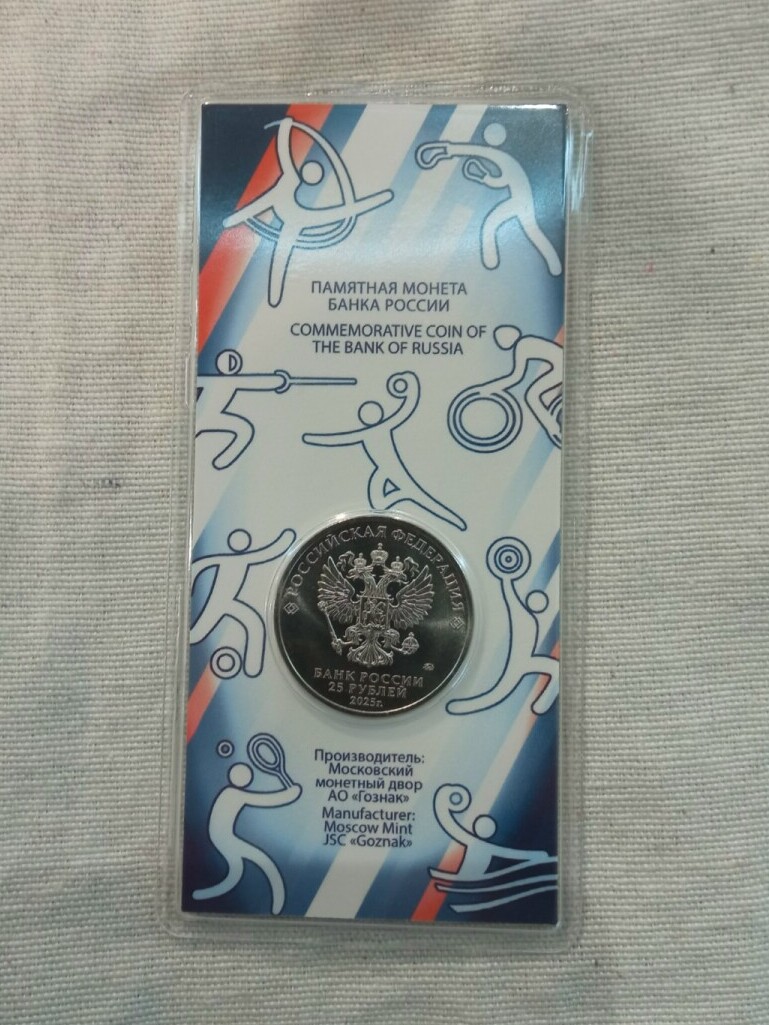 ПАМЯТНАЯ МОНЕТА
БАНКА РОССИИ
COMMEMORATIVE COIN OF
THE BANK OF RUSSIA
РОССИЙСКАЯ ФЕДЕРАЦИЯ
БАНК РОССИИ
25 РУБЛЕЙ
2025г.
Производитель:
Московский
монетный двор
АО «Гознак»
Manufacturer:
Moscow Mint
JSC «Goznak»